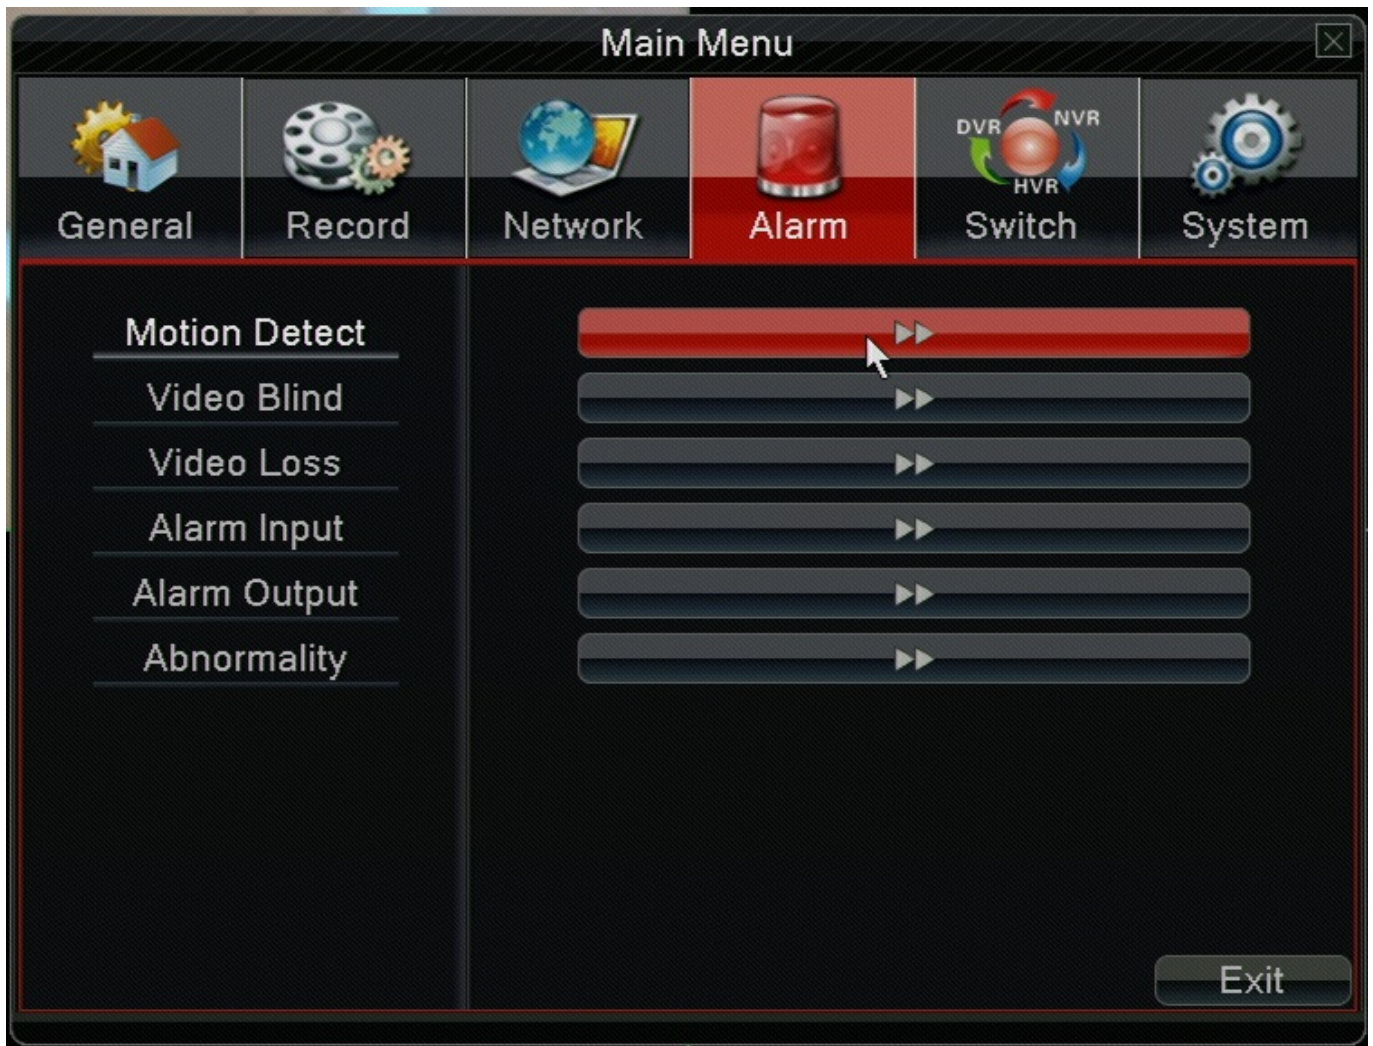 Main Menu
General
Record
Network
Alarm
DVR
NVR
HVR
Switch
System
Motion Detect
Video Blind
Video Loss
Alarm Input
Alarm Output
Abnormality
Exit